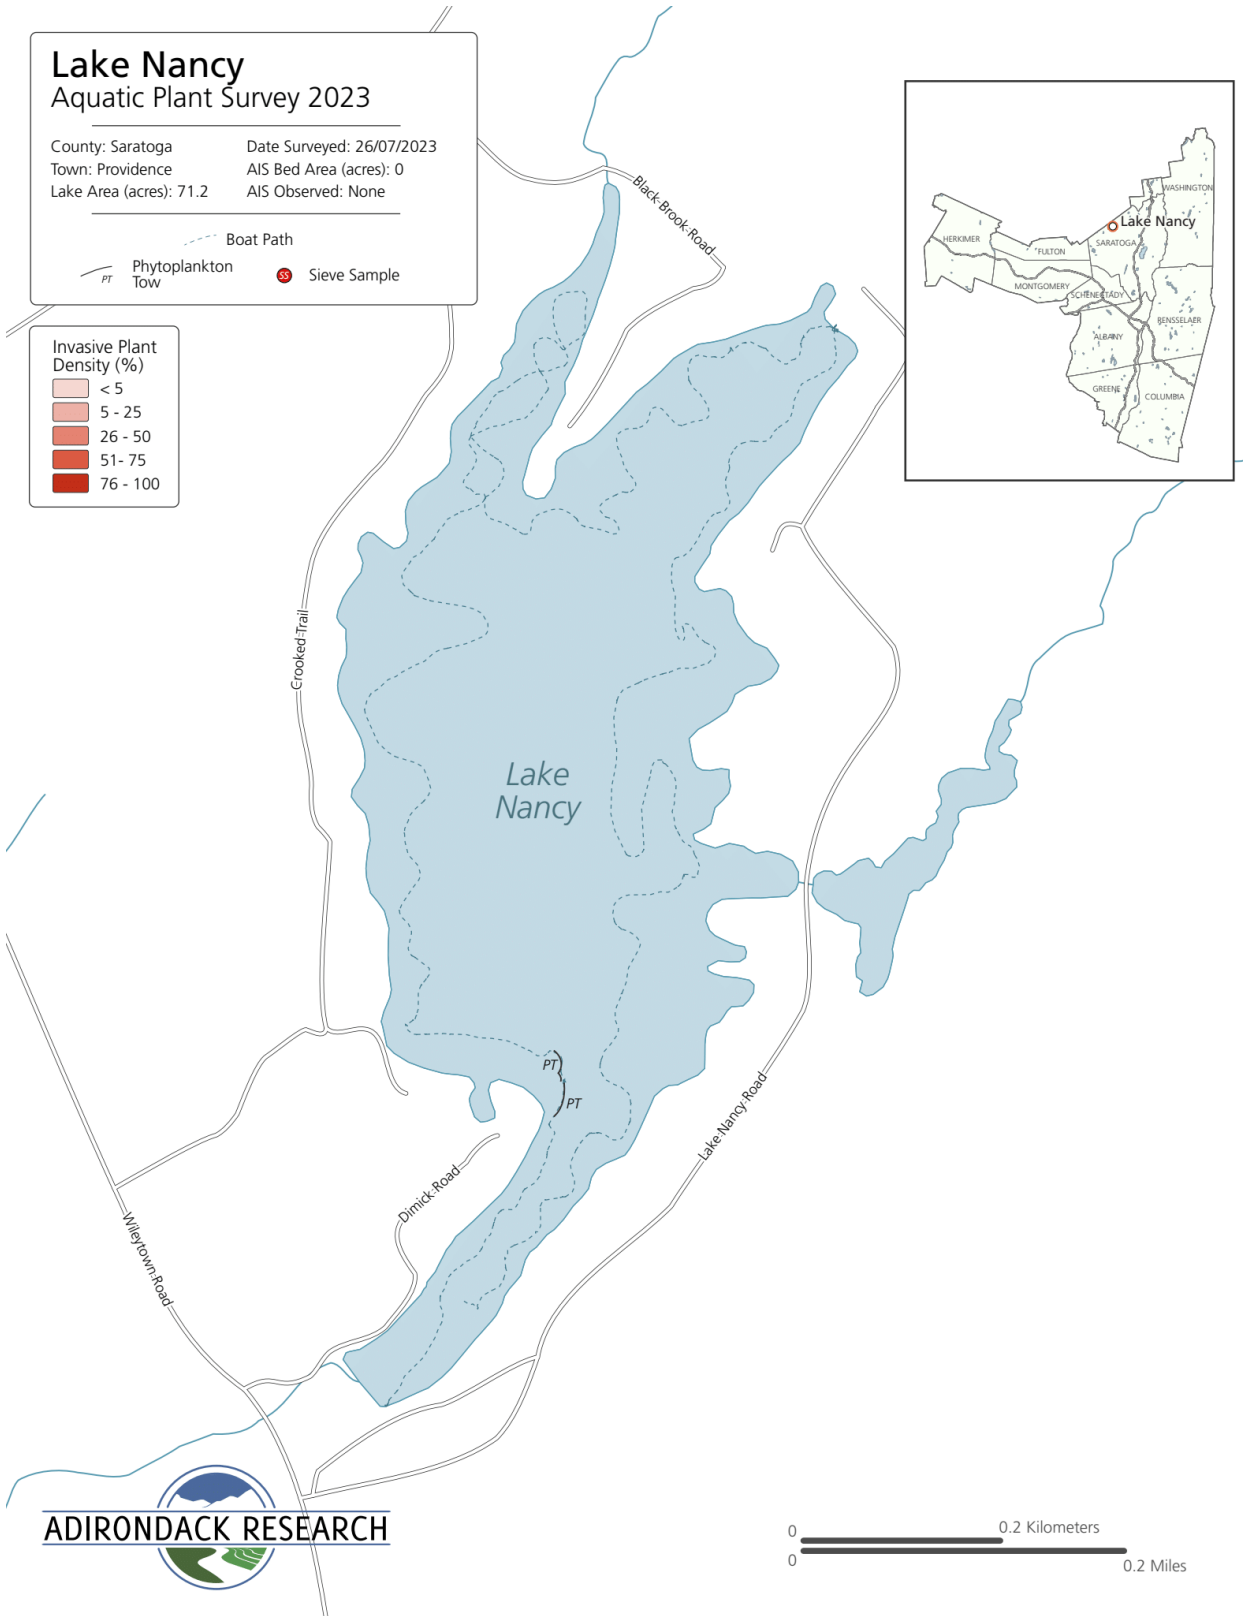 Lake Nancy
Aquatic Plant Survey 2023
County: Saratoga
Date Surveyed: 26/07/2023
Town: Providence
AIS Bed Area (acres): 0
Lake Area (acres): 71.2
AIS Observed: None
Boat Path
PT
Phytoplankton
Tow
SS
Sieve Sample
Invasive Plant
Density (%)
< 5
5 - 25
26 - 50
51- 75
76 - 100
Black-Brook-Road
WASHINGTON
Lake Nancy
HERKIMER
FULTON
SARATOGA
MONTGOMERY
SCHENECTADY
RENSSELAER
ALBANY
GREENE
COLUMBIA
Crooked-Trail
Lake
Nancy
PT
PT
Lake-Nancy-Road
Dimick-Road
Wileytown-Road
ADIRONDACK RESEARCH
0
0.2 Kilometers
0
0.2 Miles